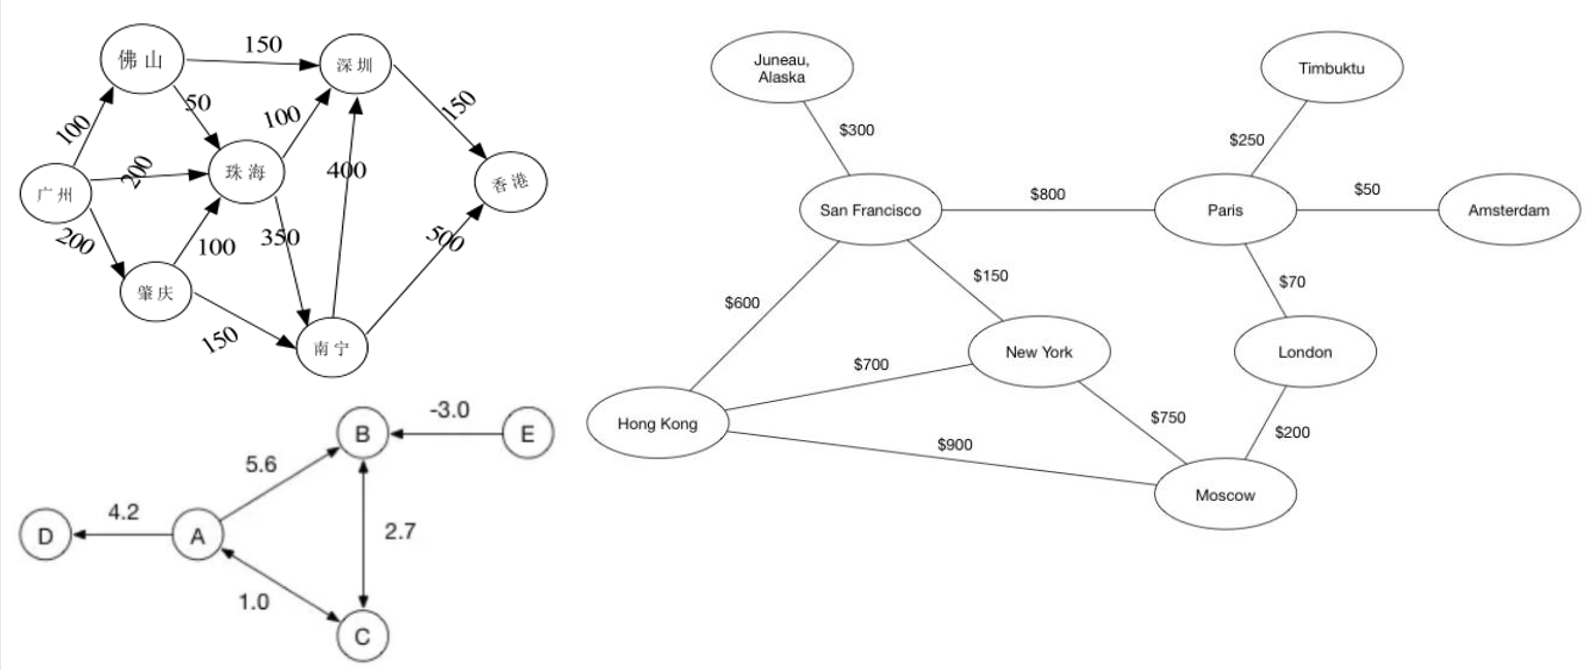 佛山
150
深圳
100
50
100
150
200
400
广州
珠海
香港
200
100
350
500
肇庆
150
南宁
B
-3.0
E
5.6
D
4.2
A
2.7
1.0
C
Juneau,
Alaska
Timbuktu
$300
$250
San Francisco
$800
Paris
$50
Amsterdam
$600
$150
$70
$700
New York
London
Hong Kong
$900
$750
$200
Moscow